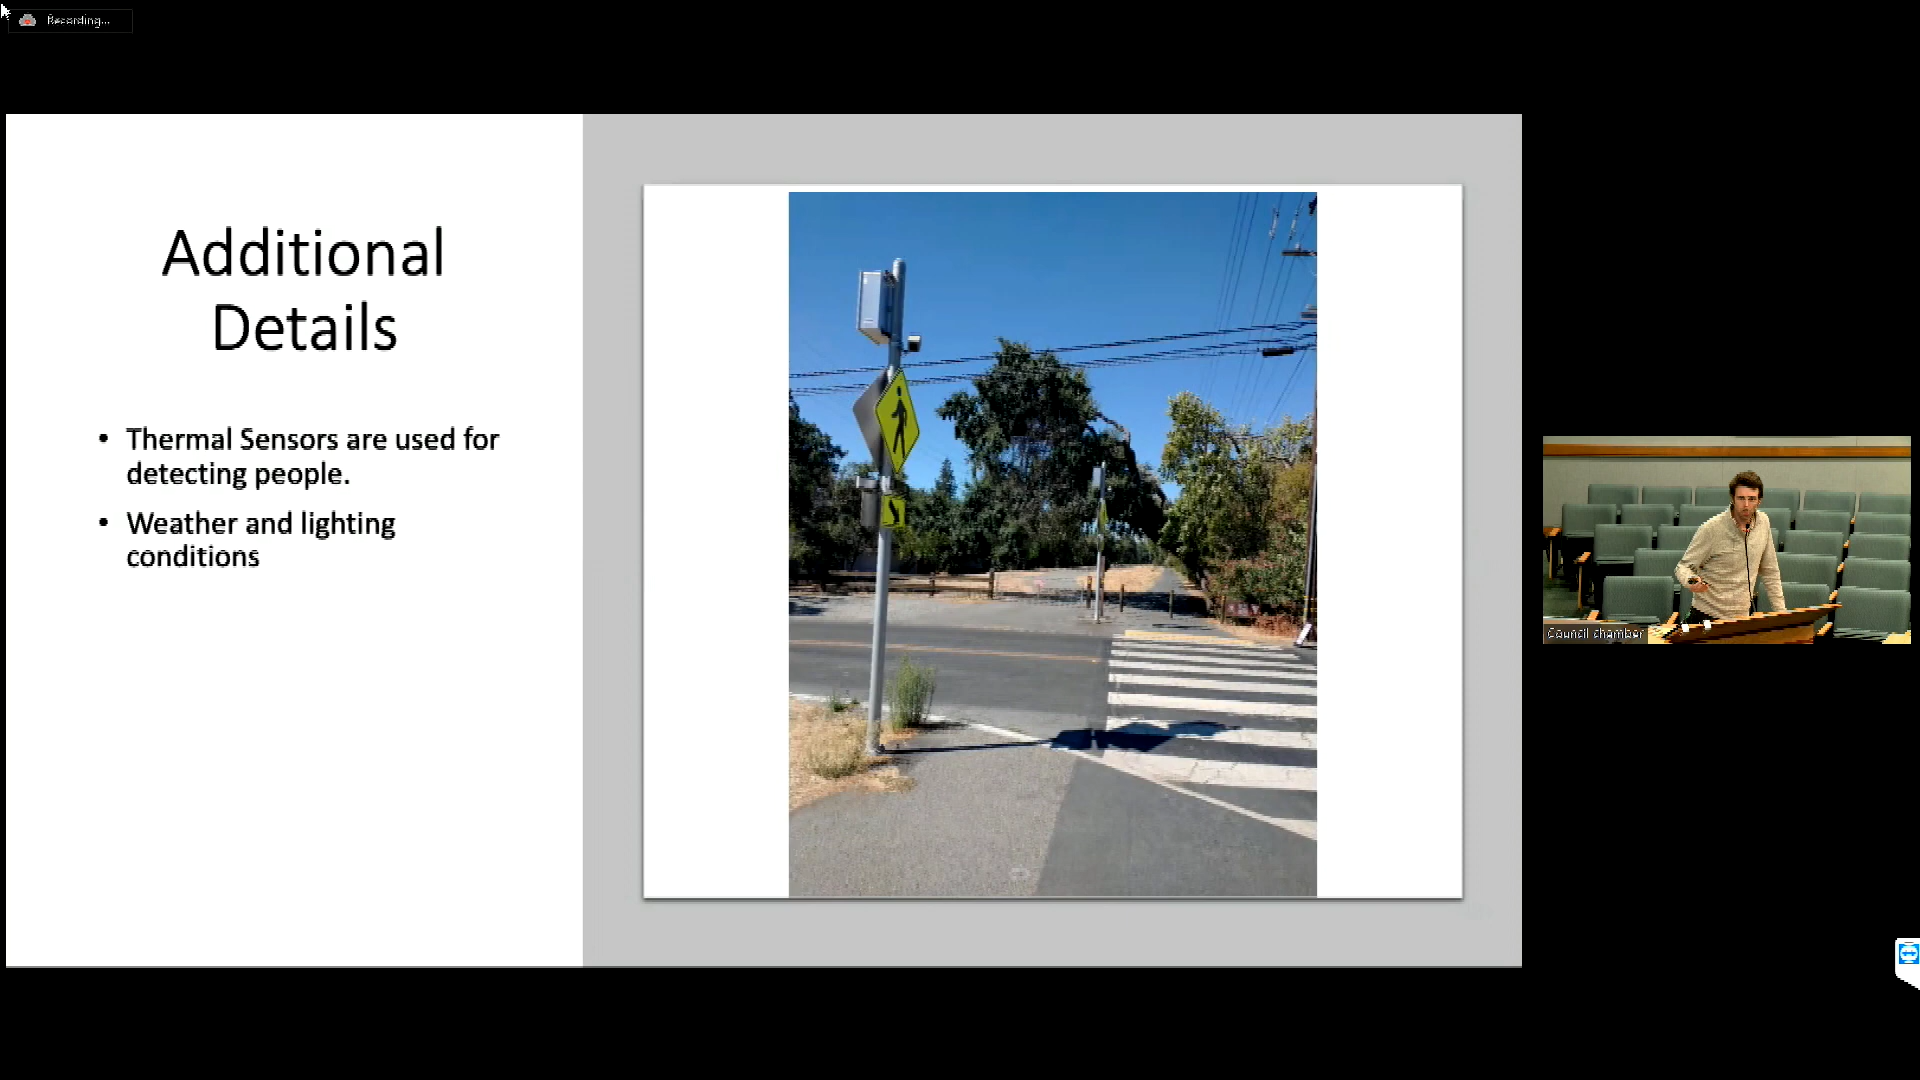 Recording...
Additional
Details
• Thermal Sensors are used for
detecting people.
• Weather and lighting
conditions
Council chamber